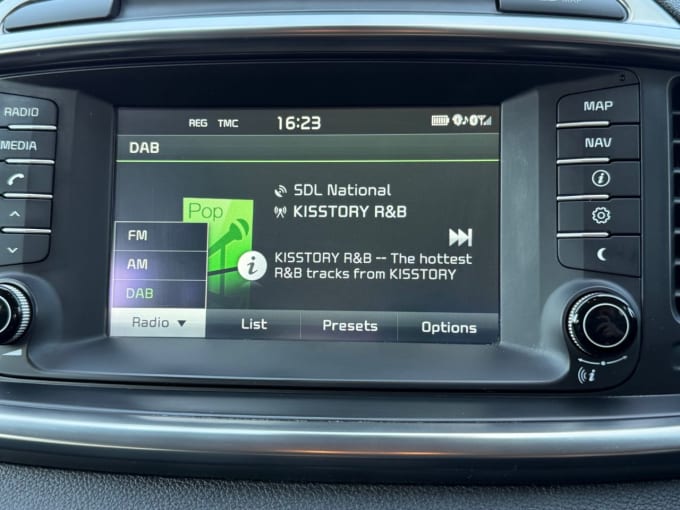 MAP
RADIO
MEDIA
REG TMC 16:23
DAB
SDL National
KISSTORY R&B
Pop
KISSTORY R&B -- The hottest
R&B tracks from KISSTORY
FM
AM
DAB
Radio ▼
List
Presets
Options
MAP
NAV